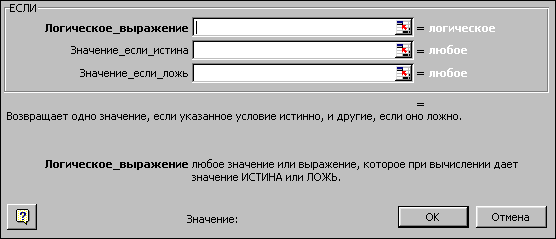 ЕСЛИ
Логическое_выражение = логическое
Значение_если_истина = любое
Значение_если_ложь = любое
=
Возвращает одно значение, если указанное условие истинно, и другие, если оно ложно.
Логическое_выражение любое значение или выражение, которое при вычислении дает
значение ИСТИНА или ЛОЖЬ.
? Значение: OK Отмена